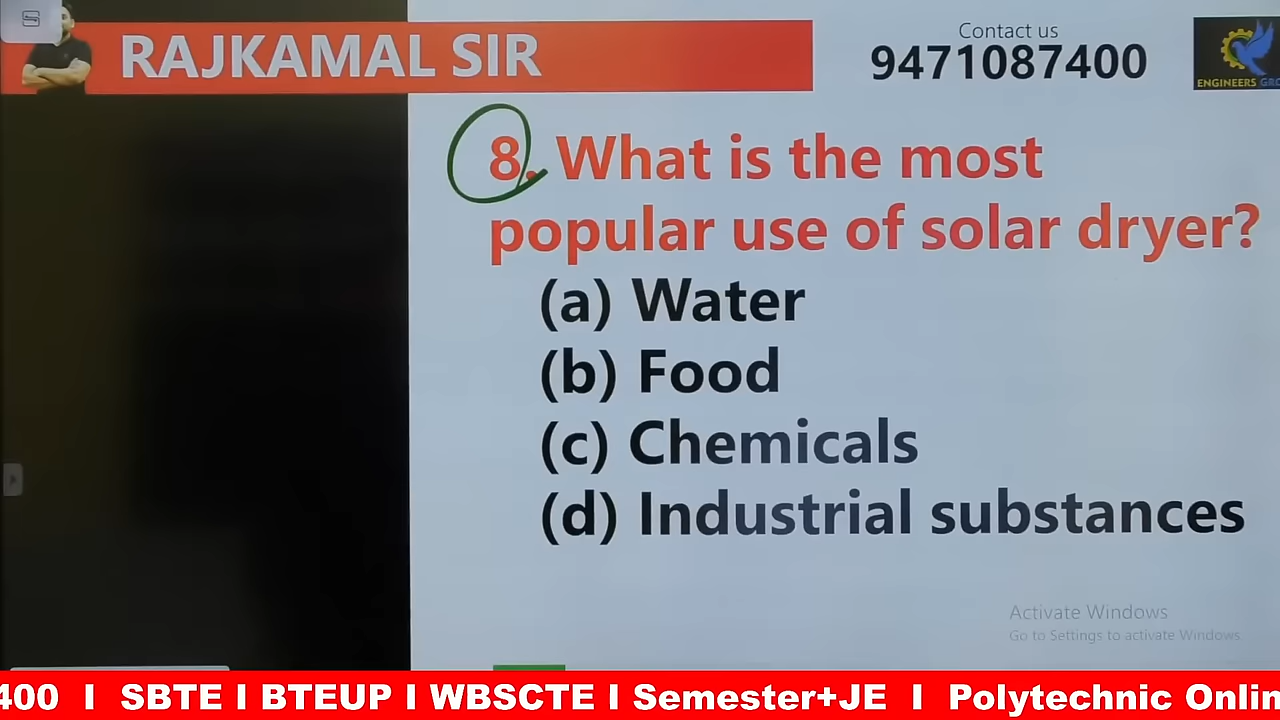 RAJKAMAL SIR
Contact us
9471087400
ENGINEERS
8. What is the most
popular use of solar dryer?
(a) Water
(b) Food
(c) Chemicals
(d) Industrial substances
Activate Windows
Go to Settings to activate Windows.
400 I SBTE I BTEUP I WBSCTE I Semester+JE I Polytechnic Onlin